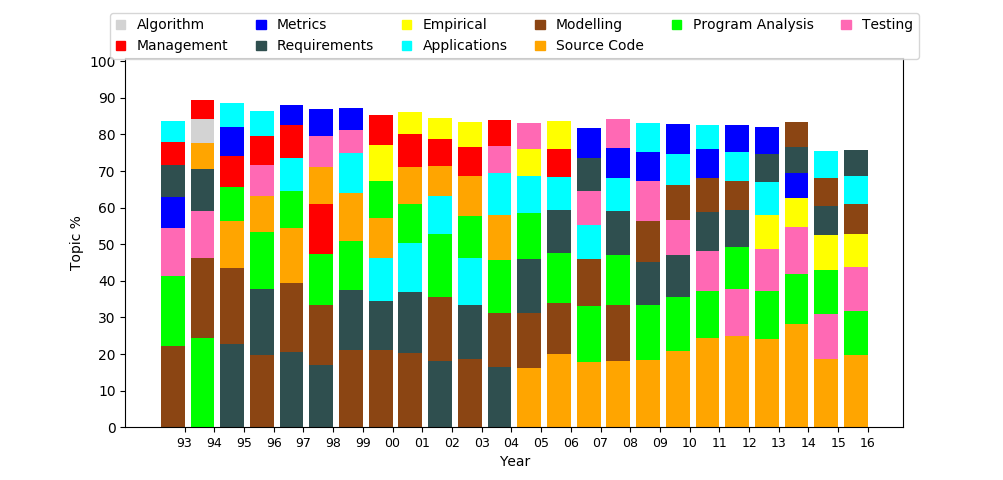 Algorithm Metrics Empirical Modelling Program Analysis Testing
Management Requirements Applications Source Code
100
90
80
70
60
50
40
30
20
10
0
Topic %
93 94 95 96 97 98 99 00 01 02 03 04 05 06 07 08 09 10 11 12 13 14 15 16
Year